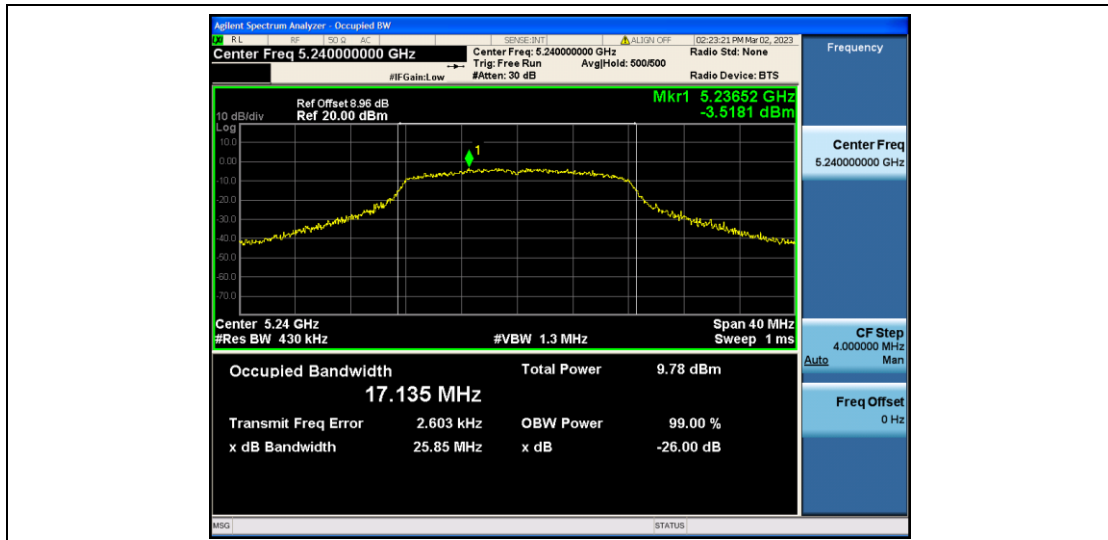 Agilent Spectrum Analyzer - Occupied BW
RL RF 50 Ω AC SENSE:INT ALIGN OFF 02:23:21 PM Mar 02, 2023
Center Freq 5.240000000 GHz
Center Freq: 5.240000000 GHz Radio Std: None
Trig: Free Run Avg|Hold: 500/500
#IFGain:Low #Atten: 30 dB Radio Device: BTS
Frequency
Ref Offset 8.96 dB Mkr1 5.23652 GHz
10 dB/div Ref 20.00 dBm -3.5181 dBm
Log
10.0
0.00
-10.0
-20.0
-30.0
-40.0
-50.0
-60.0
-70.0
1
Center Freq
5.240000000 GHz
Center 5.24 GHz Span 40 MHz
#Res BW 430 kHz #VBW 1.3 MHz Sweep 1 ms
CF Step
4.000000 MHz
Auto Man
Occupied Bandwidth Total Power 9.78 dBm
17.135 MHz
Transmit Freq Error 2.603 kHz OBW Power 99.00 %
x dB Bandwidth 25.85 MHz x dB -26.00 dB
Freq Offset
0 Hz
MSG STATUS